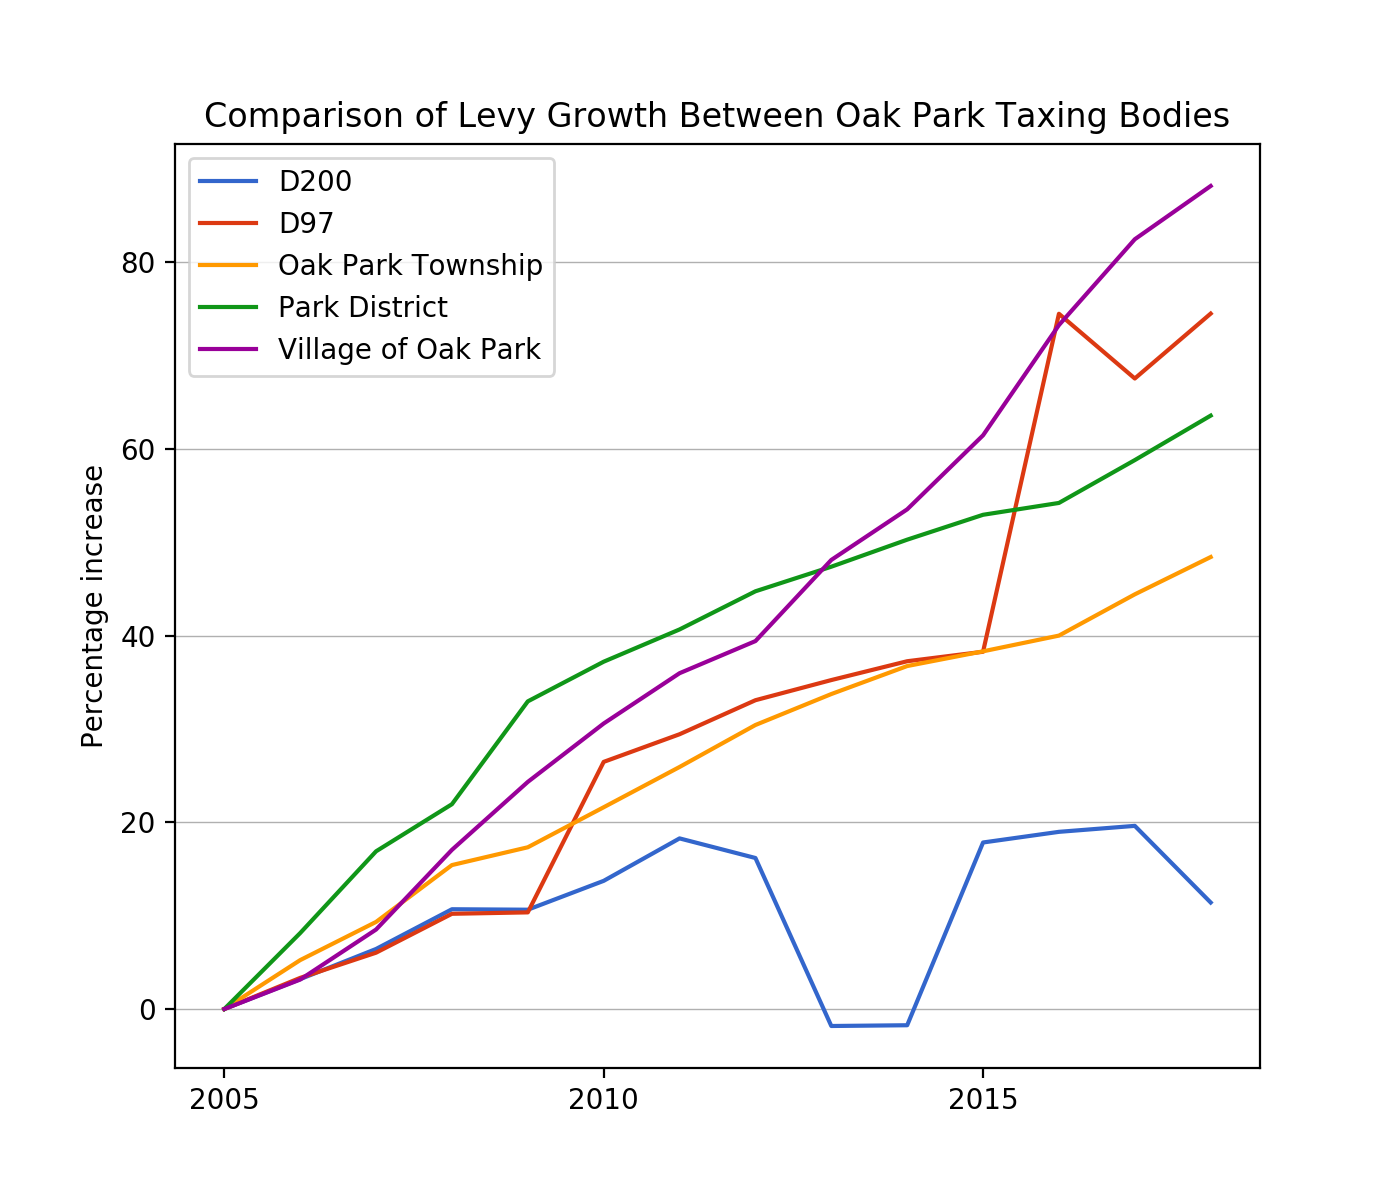 Comparison of Levy Growth Between Oak Park Taxing Bodies
D200
D97
Oak Park Township
Park District
Village of Oak Park
Percentage increase
80
60
40
20
0
2005
2010
2015